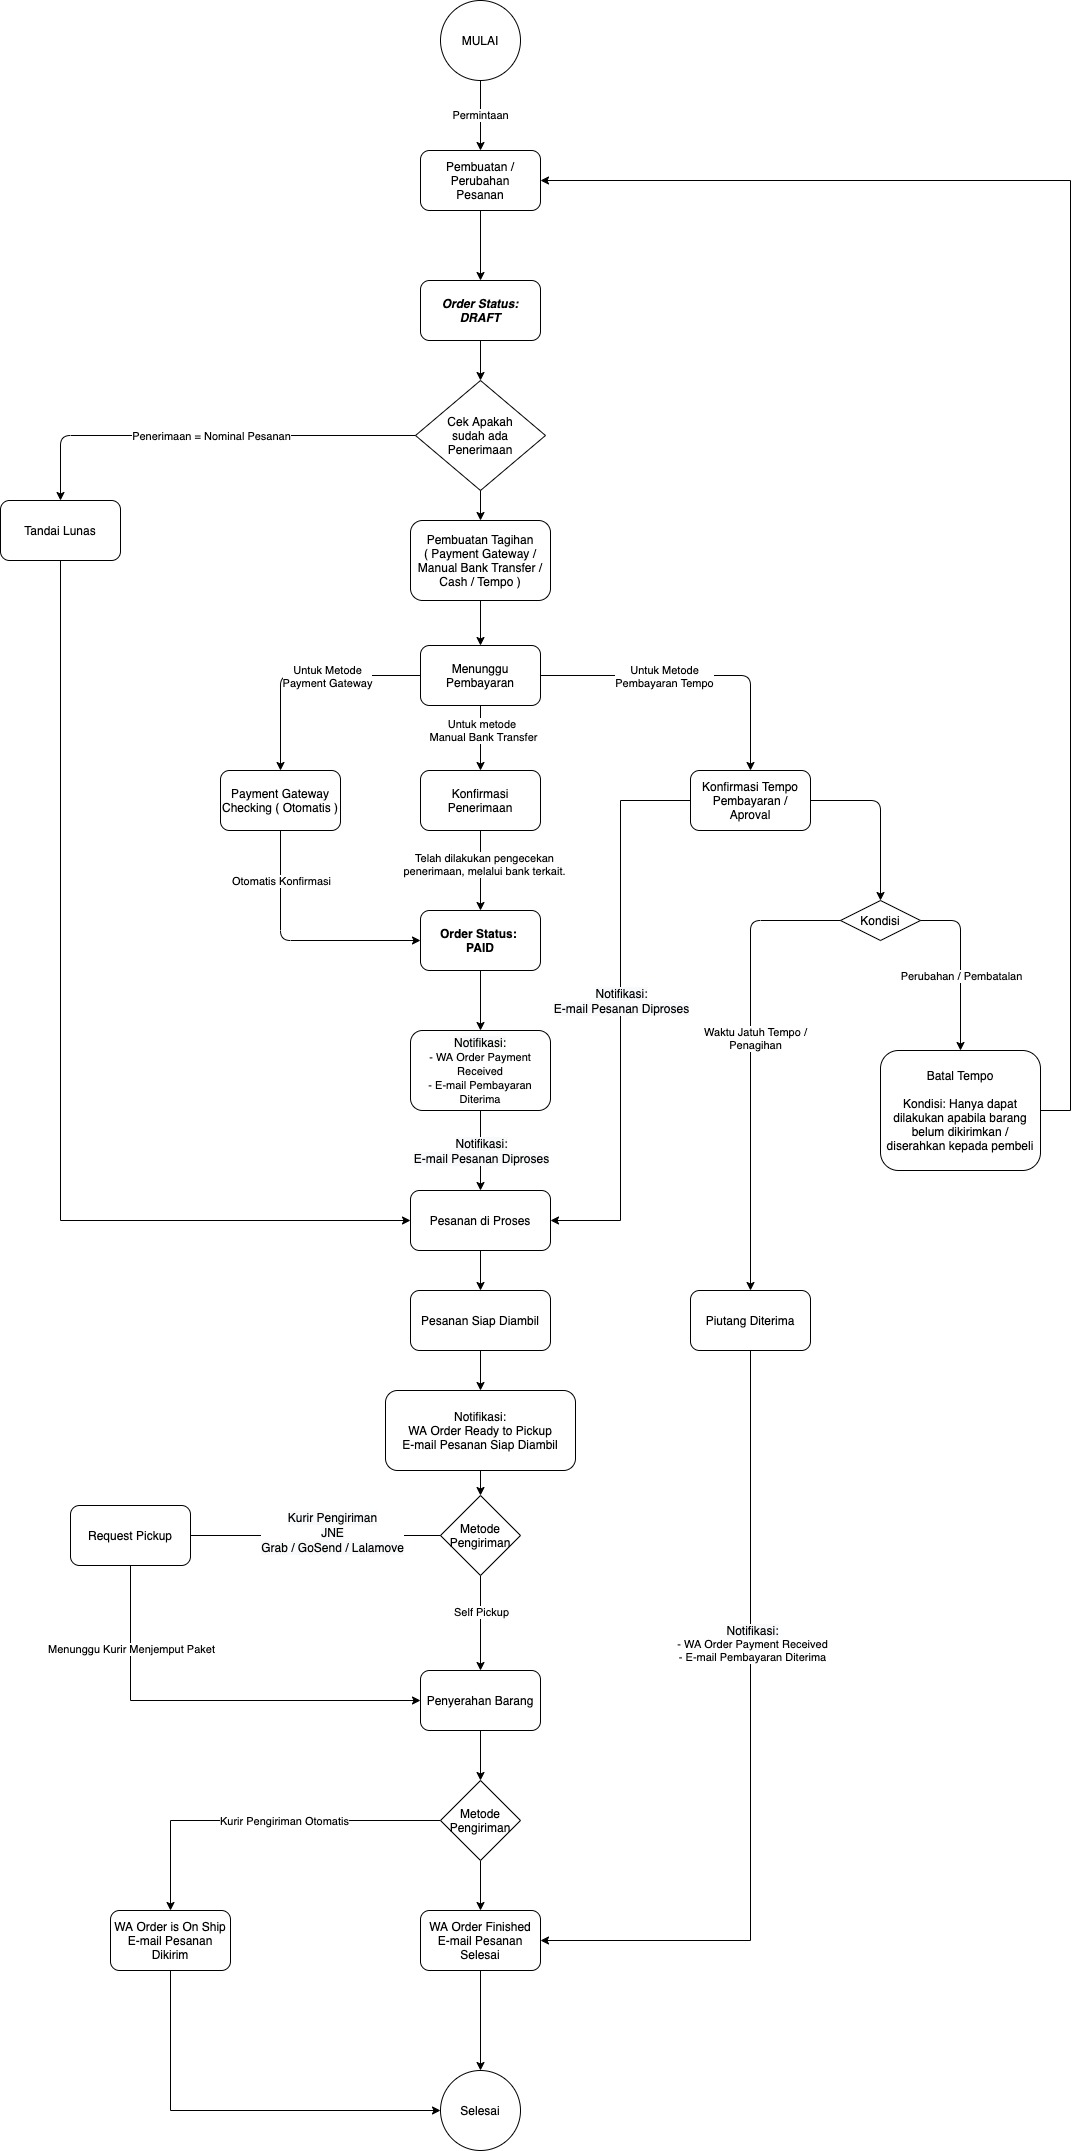 MULAI
Permintaan
Pembuatan /
Perubahan
Pesanan
Order Status:
DRAFT
Cek Apakah
sudah ada
Penerimaan
Penerimaan = Nominal Pesanan
Tandai Lunas
Pembuatan Tagihan
( Payment Gateway /
Manual Bank Transfer /
Cash / Tempo )
Menunggu
Pembayaran
Untuk Metode
Payment Gateway
Untuk Metode
Pembayaran Tempo
Untuk metode
Manual Bank Transfer
Payment Gateway
Checking ( Otomatis )
Konfirmasi
Penerimaan
Konfirmasi Tempo
Pembayaran /
Aproval
Telah dilakukan pengecekan
penerimaan, melalui bank terkait.
Otomatis Konfirmasi
Order Status:
PAID
Kondisi
Perubahan / Pembatalan
Notifikasi:
E-mail Pesanan Diproses
Waktu Jatuh Tempo /
Penagihan
Notifikasi:
- WA Order Payment
Received
- E-mail Pembayaran
Diterima
Batal Tempo
Kondisi: Hanya dapat
dilakukan apabila barang
belum dikirimkan /
diserahkan kepada pembeli
Notifikasi:
E-mail Pesanan Diproses
Pesanan di Proses
Pesanan Siap Diambil
Piutang Diterima
Notifikasi:
WA Order Ready to Pickup
E-mail Pesanan Siap Diambil
Request Pickup
Kurir Pengiriman
JNE
Grab / GoSend / Lalamove
Metode
Pengiriman
Self Pickup
Menunggu Kurir Menjemput Paket
Notifikasi:
- WA Order Payment Received
- E-mail Pembayaran Diterima
Penyerahan Barang
Metode
Pengiriman
Kurir Pengiriman Otomatis
WA Order is On Ship
E-mail Pesanan
Dikirim
WA Order Finished
E-mail Pesanan
Selesai
Selesai